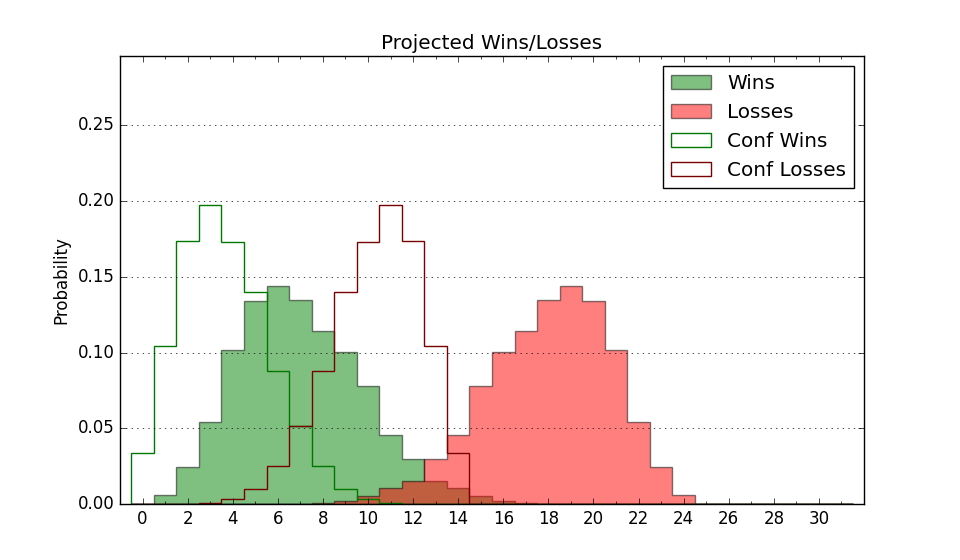 Projected Wins/Losses
Wins
Losses
Conf Wins
Conf Losses
Probability
0.25
0.20
0.15
0.10
0.05
0.00
0 2 4 6 8 10 12 14 16 18 20 22 24 26 28 30